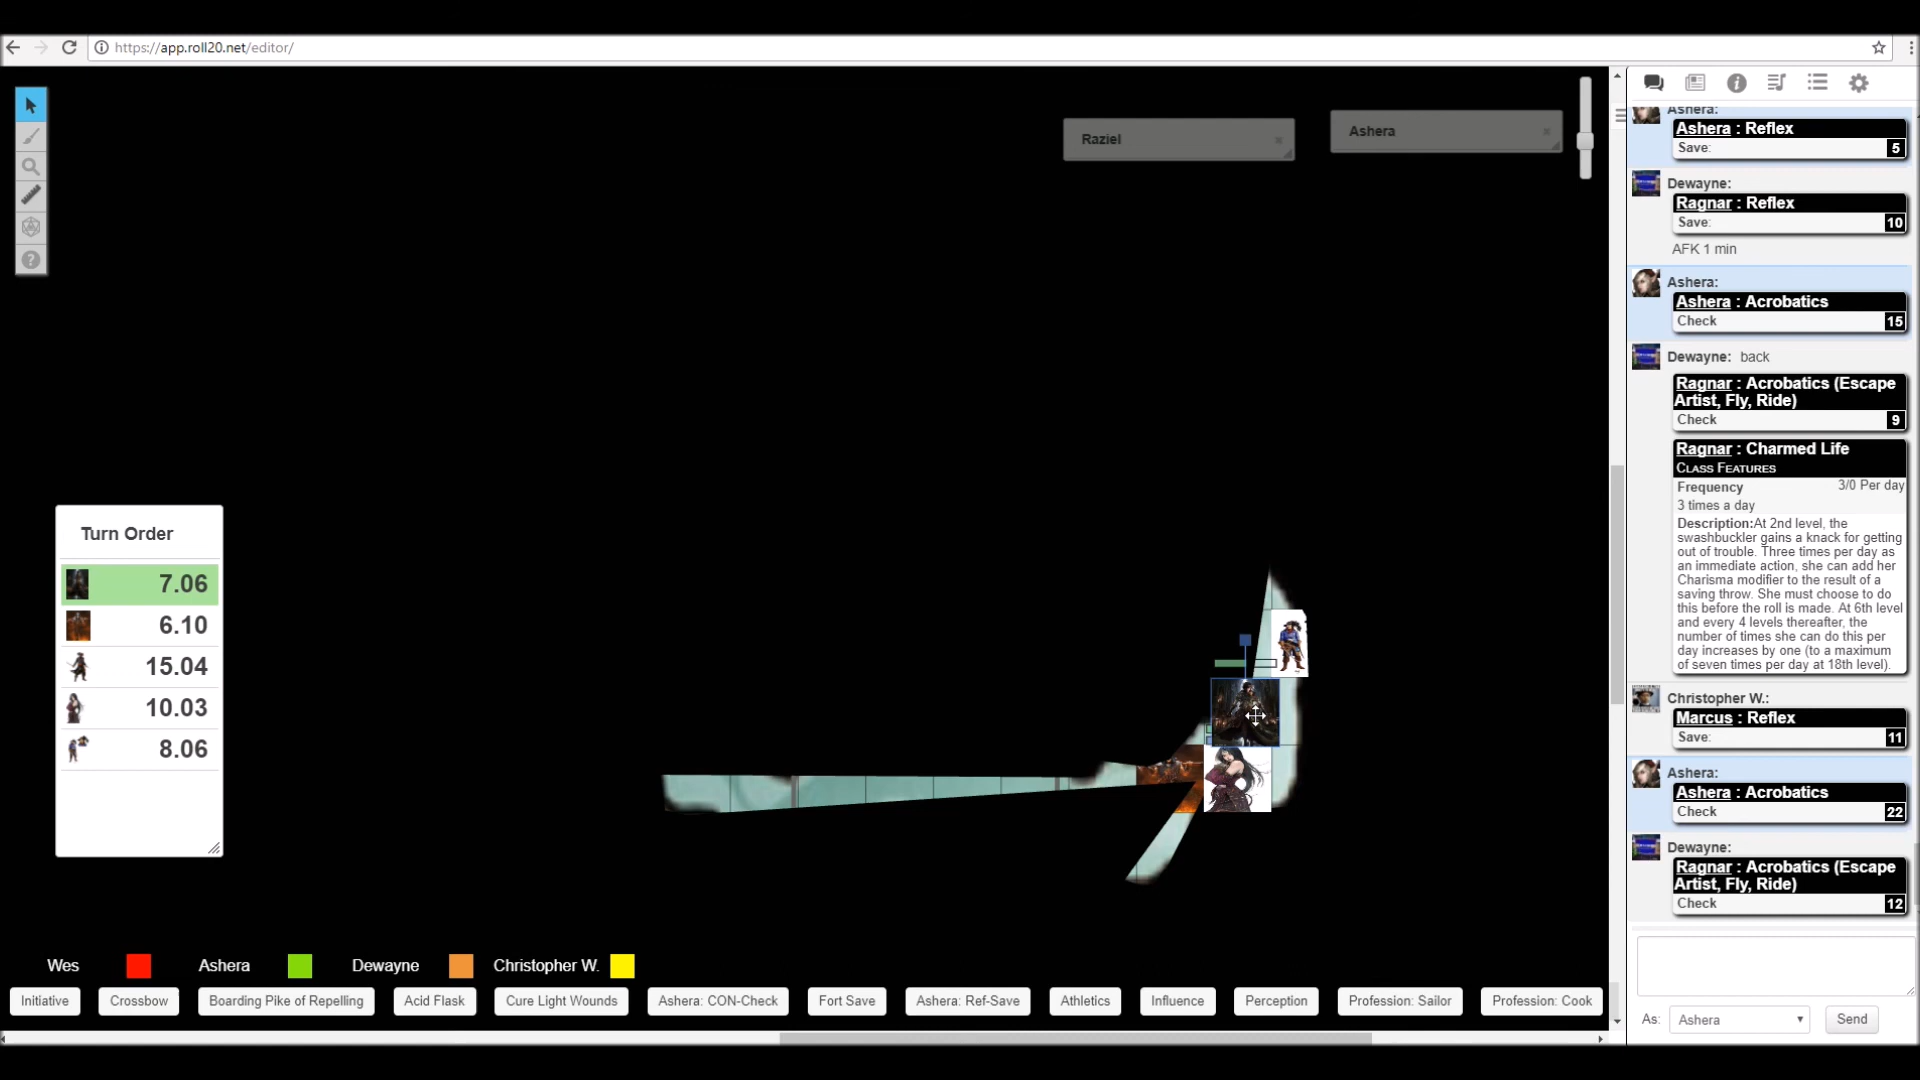 https://app.roll20.net/editor/
Raziel
Ashera
Turn Order
7.06
6.10
15.04
10.03
8.06
Wes
Ashera
Dewayne
Christopher W.
Initiative
Crossbow
Boarding Pike of Repelling
Acid Flask
Cure Light Wounds
Ashera: CON-Check
Fort Save
Ashera: Ref-Save
Athletics
Influence
Perception
Profession: Sailor
Profession: Cook
Ashera:
Ashera : Reflex
Save: 5
Dewayne:
Ragnar : Reflex
Save: 10
AFK 1 min
Ashera:
Ashera : Acrobatics
Check 15
Dewayne: back
Ragnar : Acrobatics (Escape
Artist, Fly, Ride)
Check 9
Ragnar : Charmed Life
Class Features
Frequency 3/0 Per day
3 times a day
Description:At 2nd level, the
swashbuckler gains a knack for getting
out of trouble. Three times per day as
an immediate action, she can add her
Charisma modifier to the result of a
saving throw. She must choose to do
this before the roll is made. At 6th level
and every 4 levels thereafter, the
number of times she can do this per
day increases by one (to a maximum
of seven times per day at 18th level).
Christopher W.:
Marcus : Reflex
Save: 11
Ashera:
Ashera : Acrobatics
Check 22
Dewayne:
Ragnar : Acrobatics (Escape
Artist, Fly, Ride)
Check 12
As: Ashera
Send